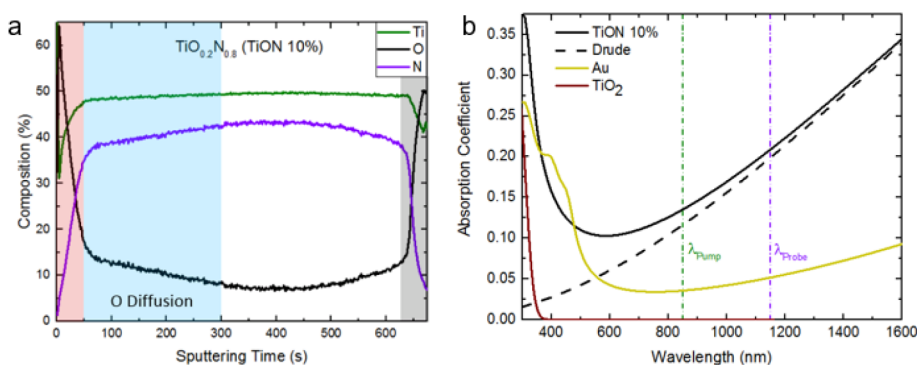 a
TiO0.2N0.8 (TiON 10%)
Ti
O
N
60
50
40
30
20
10
0
Composition (%)
O Diffusion
0
100
200
300
400
500
600
Sputtering Time (s)
b
TiON 10%
Drude
Au
TiO2
0.35
0.30
0.25
0.20
0.15
0.10
0.05
0.00
Absorption Coefficient
λPump
λProbe
400
600
800
1000
1200
1400
1600
Wavelength (nm)